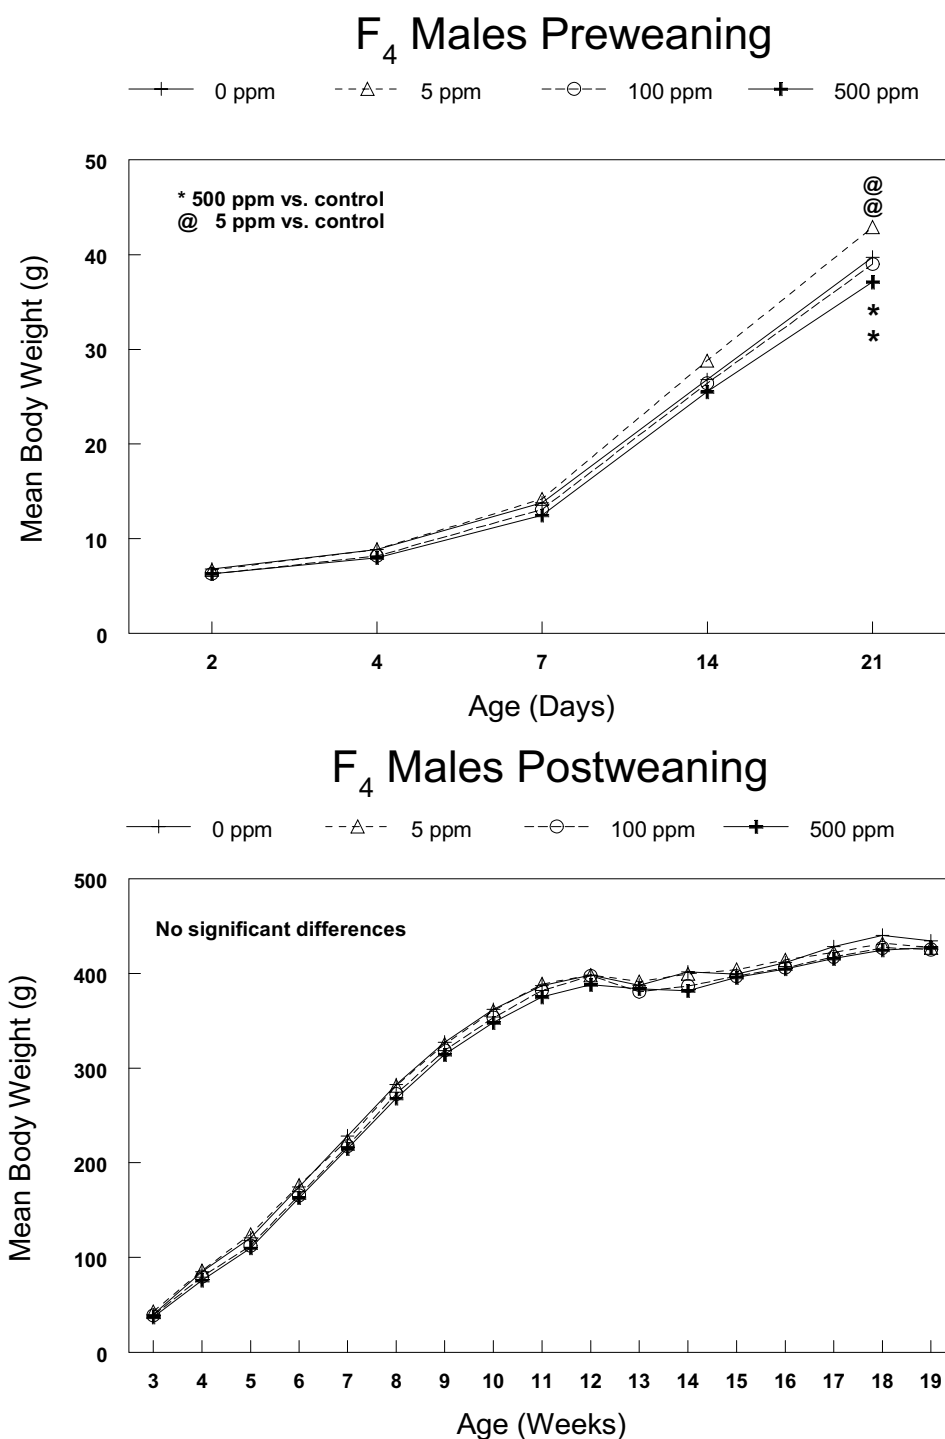 F4 Males Preweaning
0 ppm 5 ppm 100 ppm 500 ppm
50
* 500 ppm vs. control
@ 5 ppm vs. control
@
@
40
*
*
30
20
10
0
2 4 7 14 21
Mean Body Weight (g)
Age (Days)
F4 Males Postweaning
0 ppm 5 ppm 100 ppm 500 ppm
500
No significant differences
400
300
200
100
0
3 4 5 6 7 8 9 10 11 12 13 14 15 16 17 18 19
Mean Body Weight (g)
Age (Weeks)